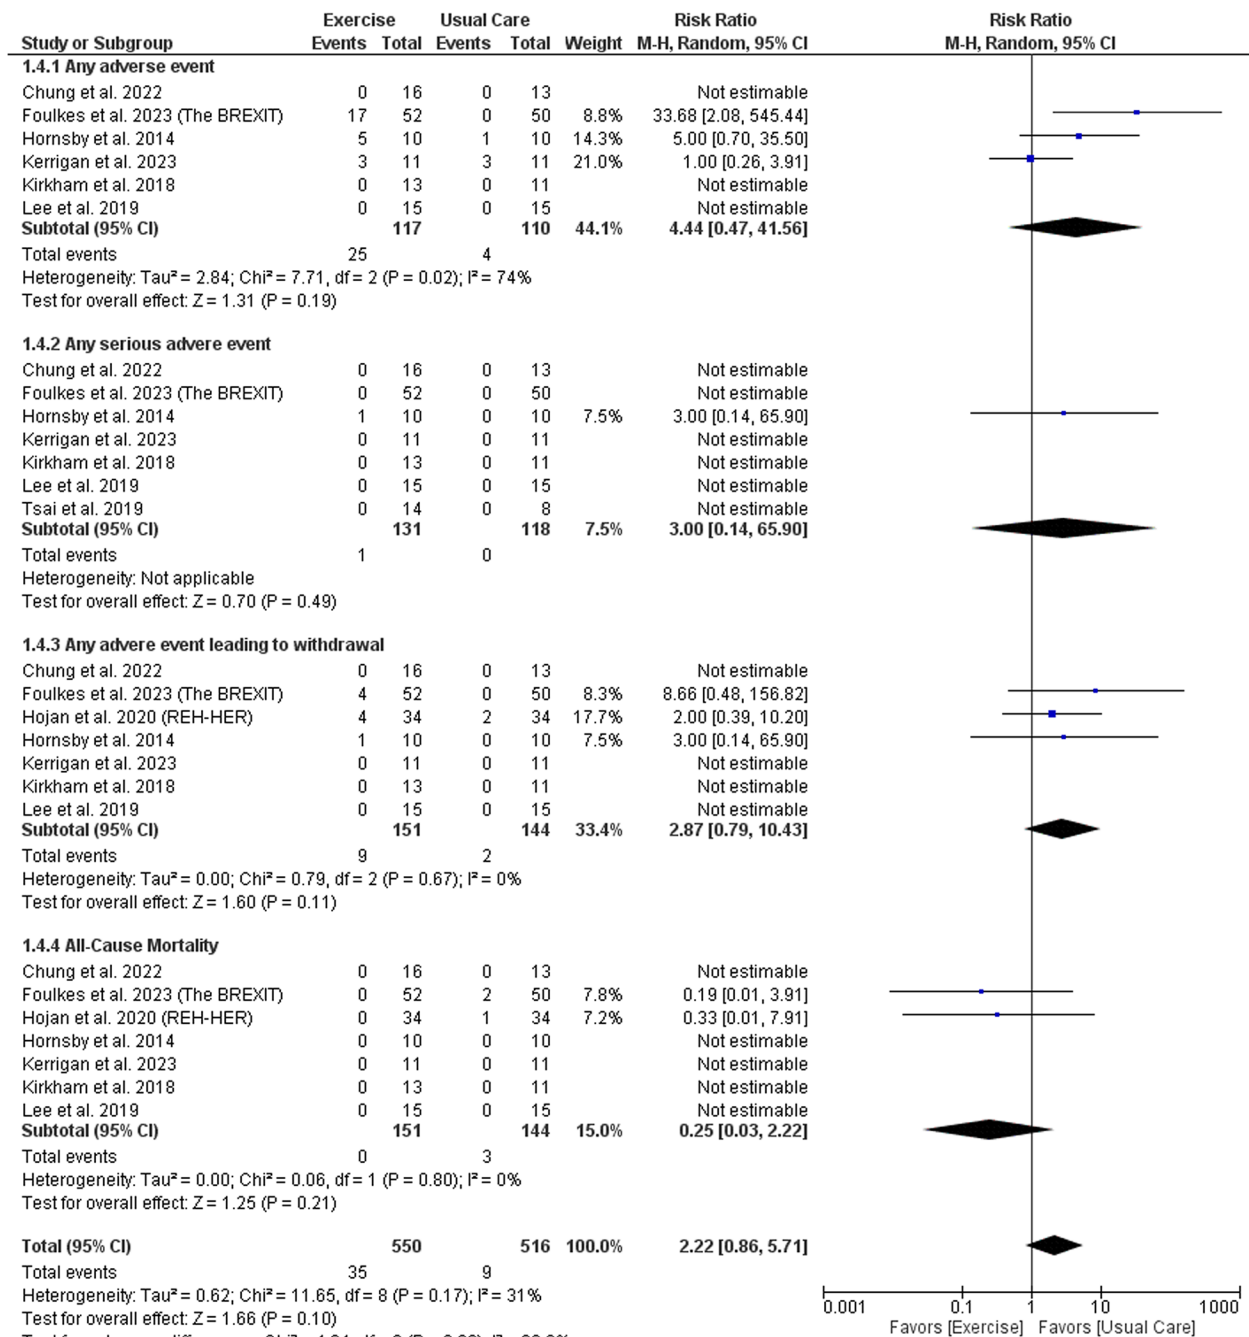 Exercise Usual Care Risk Ratio Risk Ratio
Study or Subgroup Events Total Events Total Weight M-H, Random, 95% CI M-H, Random, 95% CI
1.4.1 Any adverse event
Chung et al. 2022 0 16 0 13 Not estimable
Foulkes et al. 2023 (The BREXIT) 17 52 0 50 8.8% 33.68 [2.08, 545.44]
Hornsby et al. 2014 5 10 1 10 14.3% 5.00 [0.70, 35.50]
Kerrigan et al. 2023 3 11 3 11 21.0% 1.00 [0.26, 3.91]
Kirkham et al. 2018 0 13 0 11 Not estimable
Lee et al. 2019 0 15 0 15 Not estimable
Subtotal (95% CI) 117 110 44.1% 4.44 [0.47, 41.56]
Total events 25 4
Heterogeneity: Tau² = 2.84; Chi² = 7.71, df = 2 (P = 0.02); I² = 74%
Test for overall effect: Z = 1.31 (P = 0.19)
1.4.2 Any serious advere event
Chung et al. 2022 0 16 0 13 Not estimable
Foulkes et al. 2023 (The BREXIT) 0 52 0 50 Not estimable
Hornsby et al. 2014 1 10 0 10 7.5% 3.00 [0.14, 65.90]
Kerrigan et al. 2023 0 11 0 11 Not estimable
Kirkham et al. 2018 0 13 0 11 Not estimable
Lee et al. 2019 0 15 0 15 Not estimable
Tsai et al. 2019 0 14 0 8 Not estimable
Subtotal (95% CI) 131 118 7.5% 3.00 [0.14, 65.90]
Total events 1 0
Heterogeneity: Not applicable
Test for overall effect: Z = 0.70 (P = 0.49)
1.4.3 Any advere event leading to withdrawal
Chung et al. 2022 0 16 0 13 Not estimable
Foulkes et al. 2023 (The BREXIT) 4 52 0 50 8.3% 8.66 [0.48, 156.82]
Hojan et al. 2020 (REH-HER) 4 34 2 34 17.7% 2.00 [0.39, 10.20]
Hornsby et al. 2014 1 10 0 10 7.5% 3.00 [0.14, 65.90]
Kerrigan et al. 2023 0 11 0 11 Not estimable
Kirkham et al. 2018 0 13 0 11 Not estimable
Lee et al. 2019 0 15 0 15 Not estimable
Subtotal (95% CI) 151 144 33.4% 2.87 [0.79, 10.43]
Total events 9 2
Heterogeneity: Tau² = 0.00; Chi² = 0.79, df = 2 (P = 0.67); I² = 0%
Test for overall effect: Z = 1.60 (P = 0.11)
1.4.4 All-Cause Mortality
Chung et al. 2022 0 16 0 13 Not estimable
Foulkes et al. 2023 (The BREXIT) 0 52 2 50 7.8% 0.19 [0.01, 3.91]
Hojan et al. 2020 (REH-HER) 0 34 1 34 7.2% 0.33 [0.01, 7.91]
Hornsby et al. 2014 0 10 0 10 Not estimable
Kerrigan et al. 2023 0 11 0 11 Not estimable
Kirkham et al. 2018 0 13 0 11 Not estimable
Lee et al. 2019 0 15 0 15 Not estimable
Subtotal (95% CI) 151 144 15.0% 0.25 [0.03, 2.22]
Total events 0 3
Heterogeneity: Tau² = 0.00; Chi² = 0.06, df = 1 (P = 0.80); I² = 0%
Test for overall effect: Z = 1.25 (P = 0.21)
Total (95% CI) 550 516 100.0% 2.22 [0.86, 5.71]
Total events 35 9
Heterogeneity: Tau² = 0.62; Chi² = 11.65, df = 8 (P = 0.17); I² = 31%
Test for overall effect: Z = 1.66 (P = 0.10)
0.001 0.1 1 10 1000
Favors [Exercise] Favors [Usual Care]